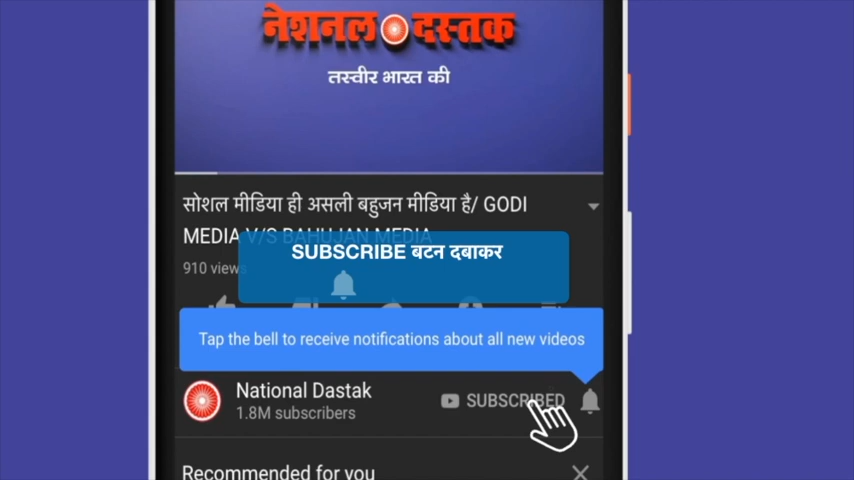 नेशनल दस्तक
तस्वीर भारत की
सोशल मीडिया ही असली बहुजन मीडिया है/ GODI
MEDIA V/S BAHUJAN MEDIA
SUBSCRIBE बटन दबाकर
910 views
Tap the bell to receive notifications about all new videos
National Dastak
SUBSCRIBED
1.8M subscribers
Recommended for you